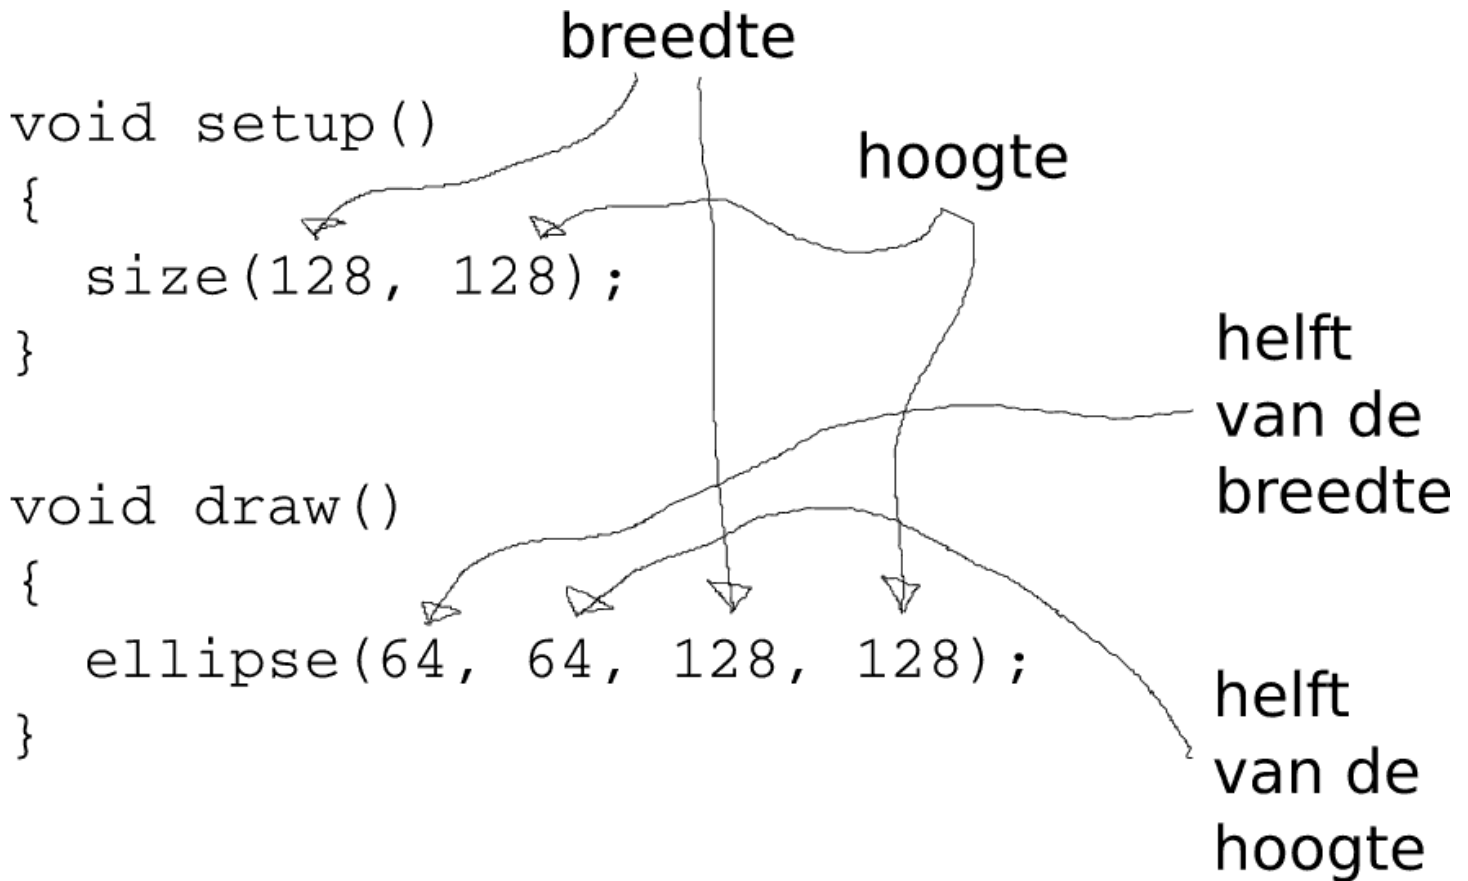 breedte
void setup()
hoogte
{
  size(128, 128);
}
helft
van de
breedte
void draw()
{
  ellipse(64, 64, 128, 128);
}
helft
van de
hoogte